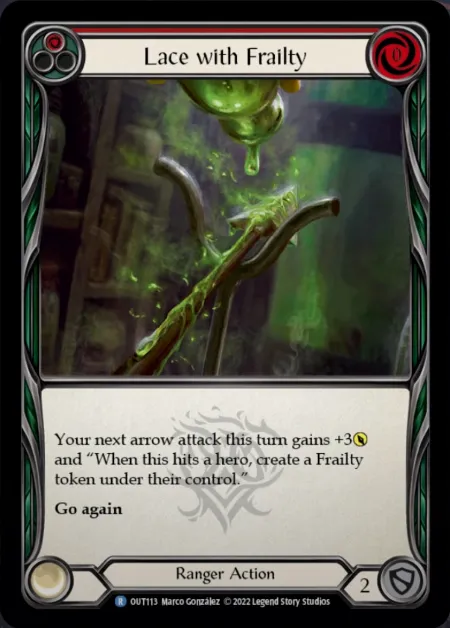 Lace with Frailty
0
Your next arrow attack this turn gains +3
and “When this hits a hero, create a Frailty
token under their control.”
Go again
Ranger Action
2
R OUT113 Marco González © 2022 Legend Story Studios